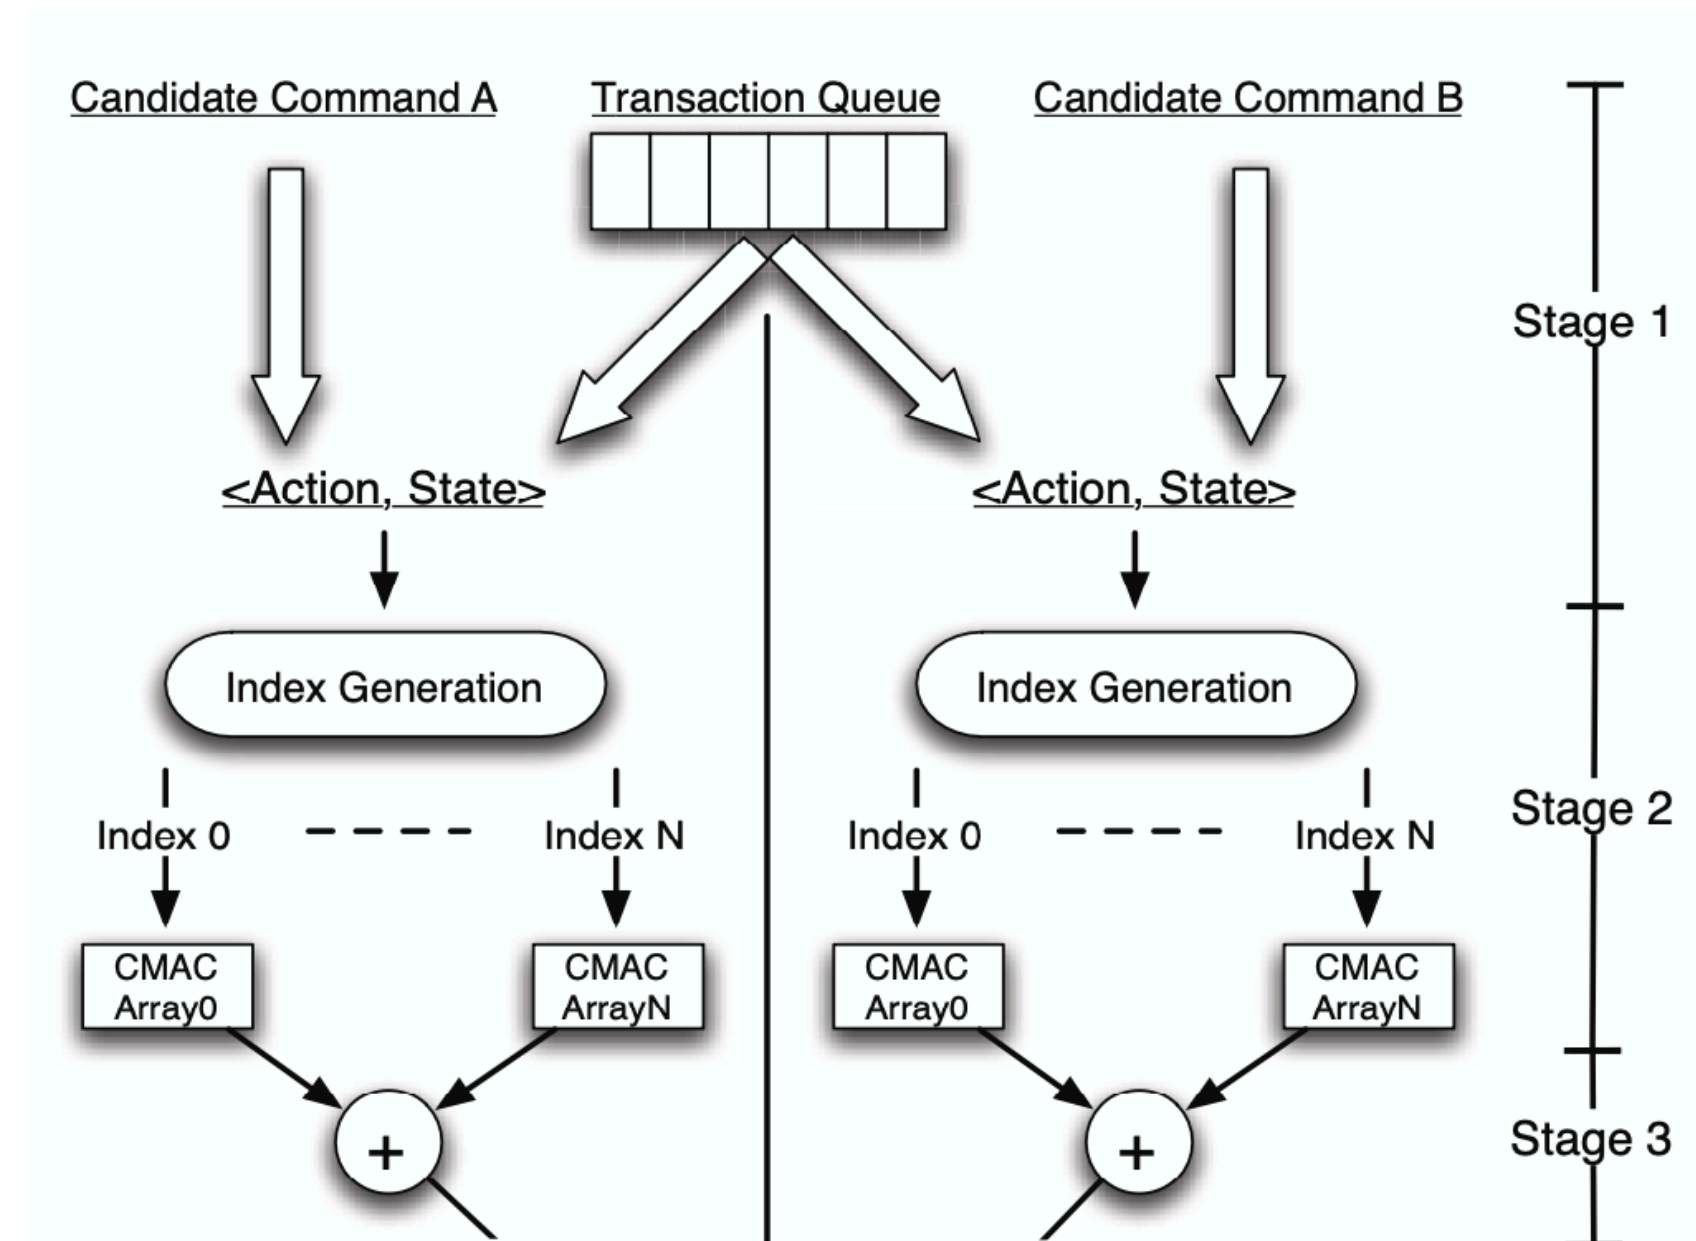 Candidate Command A
Transaction Queue
Candidate Command B
Stage 1
<Action, State>
<Action, State>
Index Generation
Index Generation
Stage 2
Index 0
Index N
Index 0
Index N
CMAC
Array0
CMAC
ArrayN
CMAC
Array0
CMAC
ArrayN
Stage 3
+
+